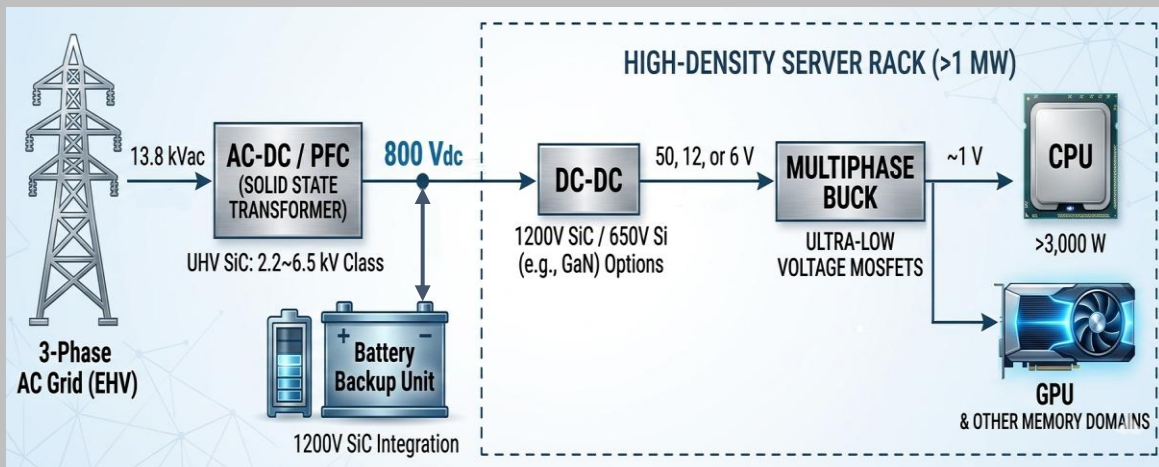 HIGH-DENSITY SERVER RACK (>1 MW)
13.8 kVac
AC-DC / PFC
(SOLID STATE
TRANSFORMER)
UHV SiC: 2.2~6.5 kV Class
800 Vdc
DC-DC
1200V SiC / 650V Si
(e.g., GaN) Options
50, 12, or 6 V
MULTIPHASE
BUCK
ULTRA-LOW
VOLTAGE MOSFETS
~1 V
CPU
>3,000 W
3-Phase
AC Grid (EHV)
+ −
Battery
Backup Unit
1200V SiC Integration
GPU
& OTHER MEMORY DOMAINS